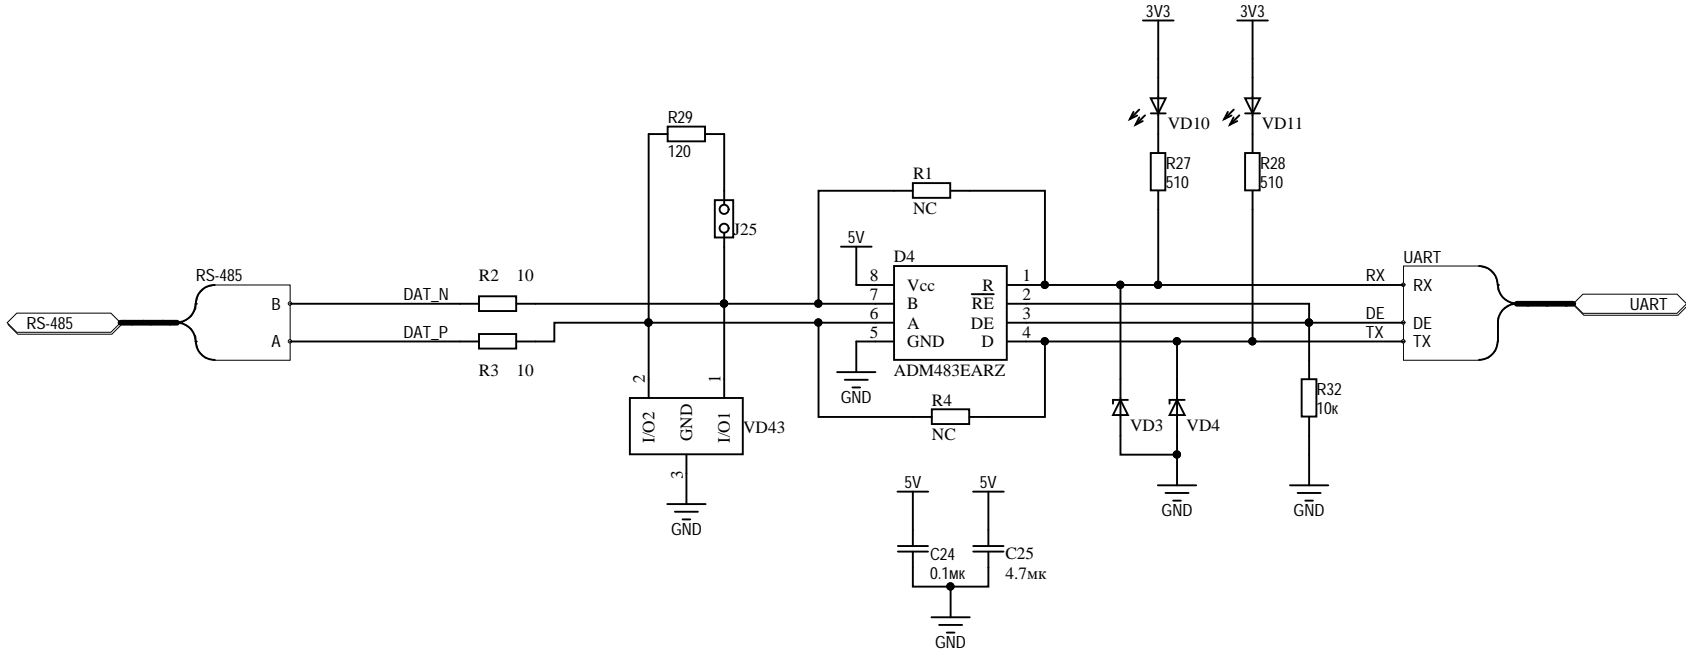 3V3
3V3
R29
120
VD10
VD11
R27
510
R28
510
R1
NC
J25
5V
D4
RS-485
R2 10
DAT_N
B
RS-485
A
DAT_P
R3 10
8
7
6
5
Vcc
B
A
GND
R
RE
DE
D
1
2
3
4
ADM483EARZ
GND
RX
DE
TX
UART
RX
DE
TX
UART
2
1
I/O2
GND
I/O1
VD43
3
GND
R4
NC
VD3
VD4
R32
10к
GND
GND
5V
5V
C24
0.1мк
C25
4.7мк
GND